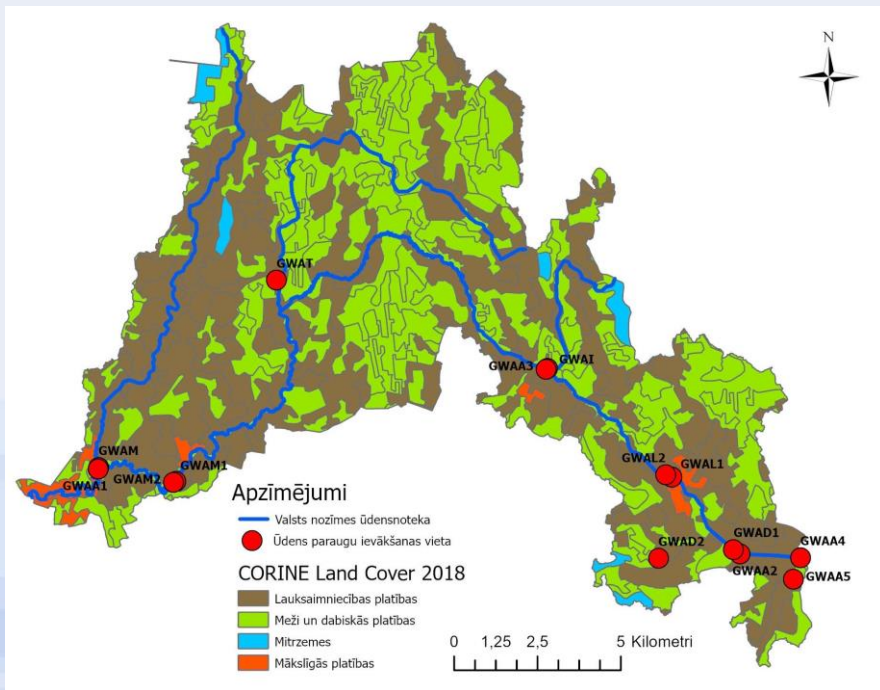 N
GWAT
GWAA3
GWAI
GWAM
GWAA1
GWAM2
GWAM1
GWAL2
GWAL1
GWAD1
GWAD2
GWAA2
GWAA4
GWAA5
Apzīmējumi
Valsts nozīmes ūdensnoteka
Ūdens paraugu ievākšanas vieta
CORINE Land Cover 2018
Lauksaimniecības platības
Meži un dabiskās platības
Mitrzemes
Mākslīgās platības
0 1,25 2,5 5 Kilometri